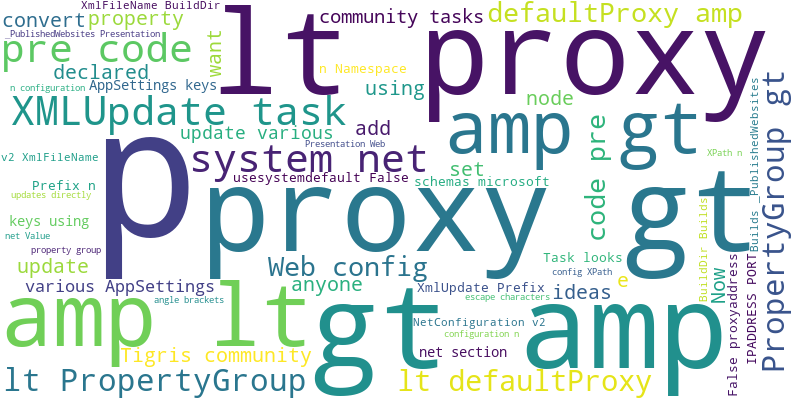 XmlFileName BuildDir
convert property
lt proxy
community tasks
defaultProxy amp
_PublishedWebsites Presentation
pre code
want
declared
n Namespace
n configuration
AppSettings keys
using
node
XMLUpdate task
update various
add
amp gt
Presentation Web
p
proxy gt
v2 XmlFileName
system net
set
code pre
XPath n
usesystemdefault False
schemas microsoft
Prefix n
updates directly
keys using
net Value
property group
update
Web config
Task looks
config XPath
various AppSettings
anyone
XmlUpdate Prefix
e
ideas
escape characters
angle brackets
amp lt
gt amp
NetConfiguration v2
configuration n
Tigris community
net section
lt PropertyGroup
lt defaultProxy
BuildDir Builds
Now
False proxyaddress
IPADDRESS PORT
Builds _PublishedWebsites
PropertyGroup gt